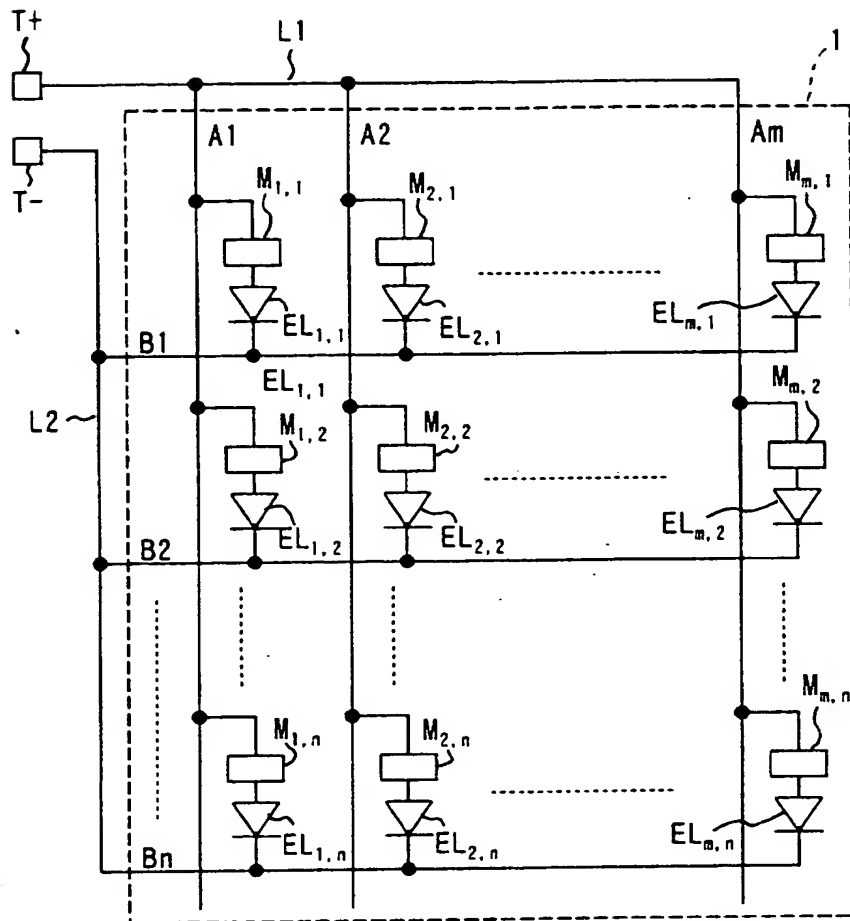 T+
L1
1
T-
A1
A2
Am
M1,1
M2,1
Mm,1
EL1,1
EL2,1
ELm,1
B1
EL1,1
L2
M1,2
M2,2
Mm,2
EL1,2
EL2,2
ELm,2
B2
M1,n
M2,n
Mm,n
EL1,n
EL2,n
ELm,n
Bn